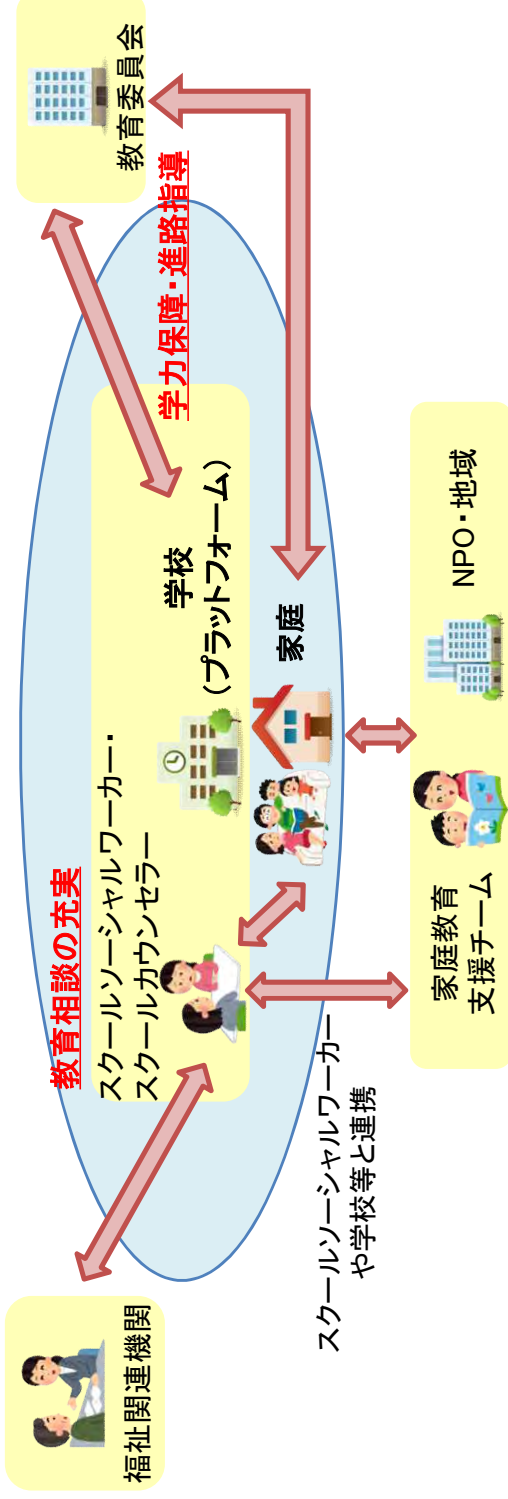 教育相談の充実
福祉関連機関
スクールソーシャルワーカー・
スクールカウンセラー
学校
（プラットフォーム）
学力保障・進路指導
教育委員会
家庭
スクールソーシャルワーカー
や学校等と連携
家庭教育
支援チーム
NPO・地域